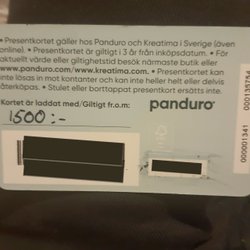 • Presentkortet gäller hos Panduro och Kreatima i Sverige (även
online). • Presentkortet är giltigt i 3 år från inköpsdatum. • För
aktuellt värde eller giltighetstid besök närmaste butik eller
www.panduro.com/www.kreatima.com. • Presentkortet kan
inte lösas in mot kontanter och kan inte heller helt eller delvis
återköpas. • Stulet eller borttappat presentkort ersätts inte.
Kortet är laddat med/Giltigt fr.o.m:
panduro
1500:-
000001341
000135754